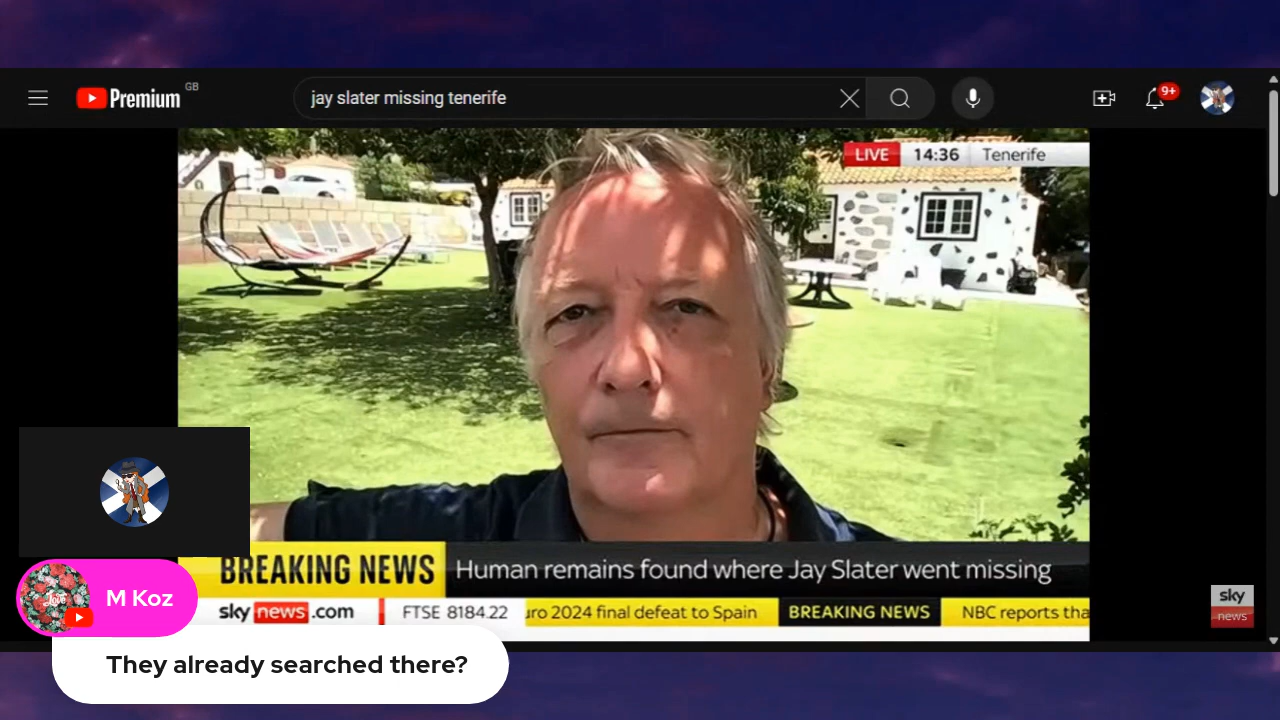 Premium GB
jay slater missing tenerife
9+
LIVE 14:36 Tenerife
BREAKING NEWS Human remains found where Jay Slater went missing
sky news .com FTSE 8184.22 uro 2024 final defeat to Spain BREAKING NEWS NBC reports tha
sky
news
Love
M Koz
They already searched there?